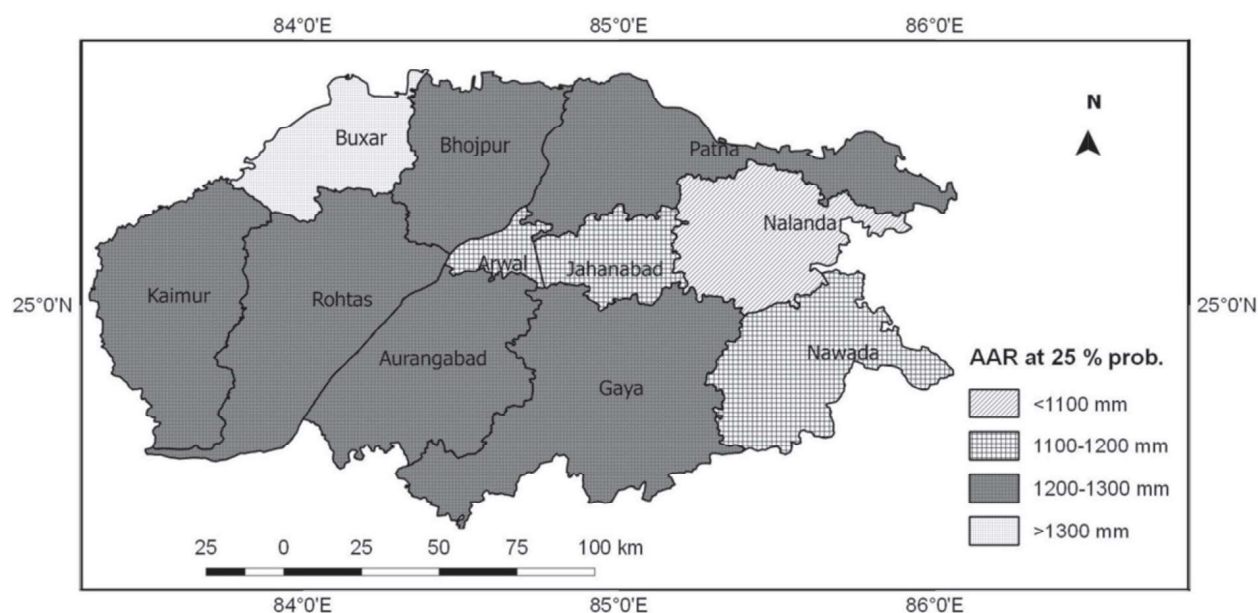 84°0'E 85°0'E 86°0'E
N
Buxar
Bhojpur
Patna
Nalanda
Arwal
Jahanabad
Kaimur
Rohtas
25°0'N 25°0'N
Aurangabad
Nawada
Gaya
AAR at 25 % prob.
<1100 mm
1100-1200 mm
1200-1300 mm
>1300 mm
25 0 25 50 75 100 km
84°0'E 85°0'E 86°0'E